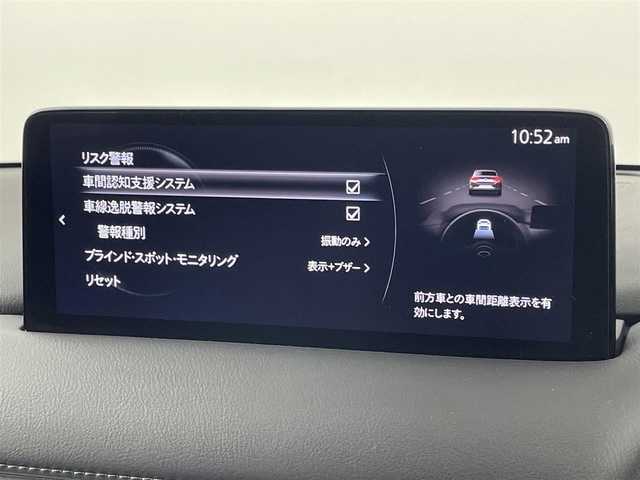 10:52am
リスク警報
車間認知支援システム
車線逸脱警報システム
警報種別 振動のみ
ブラインド・スポット・モニタリング 表示+ブザー
リセット
前方車との車間距離表示を有
効にします。